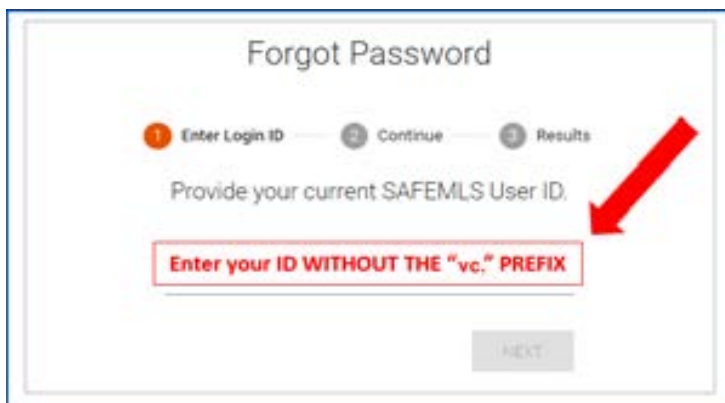 Forgot Password
1 Enter Login ID 2 Continue 3 Results
Provide your current SAFEMLS User ID.
Enter your ID WITHOUT THE "vc." PREFIX
NEXT